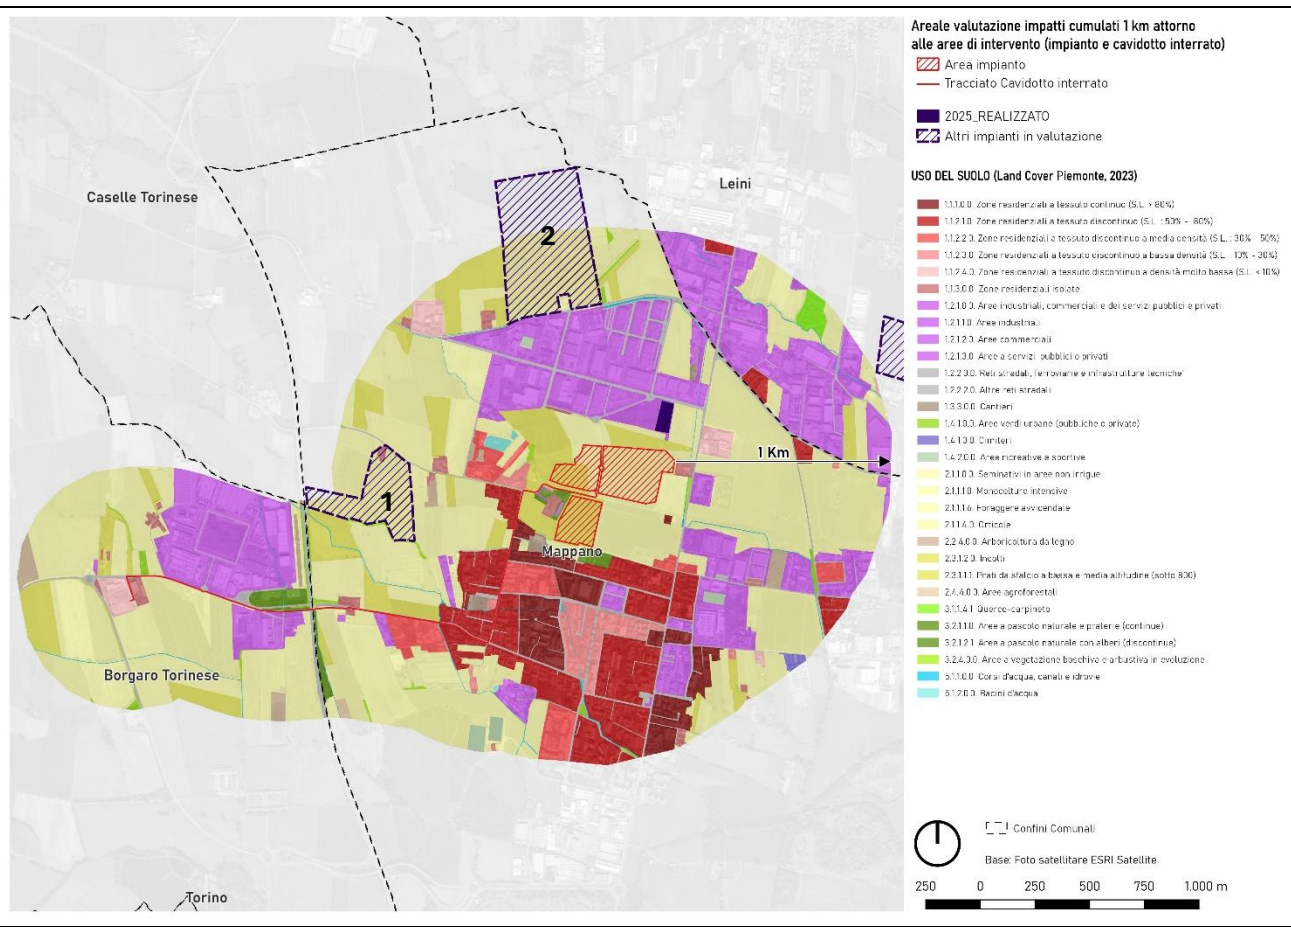 Areale valutazione impatti cumulati 1 km attorno
alle aree di intervento (impianto e cavidotto interrato)
Area impianto
Tracciato Cavidotto interrato
2025_REALIZZATO
Altri impianti in valutazione
USO DEL SUOLO (Land Cover Piemonte, 2023)
1.1.1.0.0. Zone residenziali a tessuto continuo (S.L. > 80%)
1.1.2.1.0. Zone residenziali a tessuto discontinuo (S.L. : 50% - 80%)
1.1.2.2.0. Zone residenziali a tessuto discontinuo a media densità (S.L. : 30% - 50%)
1.1.2.3.0. Zone residenziali a tessuto discontinuo a bassa densità (S.L. : 10% - 30%)
1.1.2.4.0. Zone residenziali a tessuto discontinuo a densità molto bassa (S.L. < 10%)
1.1.3.0.0. Zone residenziali isolate
1.2.1.0.0. Aree industriali, commerciali e dei servizi pubblici e privati
1.2.1.1.0. Aree industriali
1.2.1.2.0. Aree commerciali
1.2.1.3.0. Aree a servizi pubblici o privati
1.2.2.0.0. Reti stradali, ferroviarie e infrastrutture tecniche
1.2.2.2.0. Altre reti stradali
1.3.3.0.0. Cantieri
1.4.1.0.0. Aree verdi urbane (pubbliche o private)
1.4.1.3.0. Cimiteri
1.4.2.0.0. Aree ricreative e sportive
2.1.1.0.0. Seminativi in aree non irrigue
2.1.1.1.0. Monocolture intensive
2.1.1.1.6. Foraggere avvicendate
2.1.1.4.0. Orticole
2.2.4.0.0. Arboricoltura da legno
2.3.1.2.0. Incolti
2.3.1.1.1. Prati da sfalcio a bassa e media altitudine (sotto 800)
2.4.4.0.0. Aree agroforestali
3.1.1.4.1. Querco-carpineto
3.2.1.1.0. Aree a pascolo naturale e praterie (continue)
3.2.1.2.1. Aree a pascolo naturale con alberi (discontinue)
3.2.4.0.0. Aree a vegetazione boschiva e arbustiva in evoluzione
5.1.1.0.0. Corsi d'acqua, canali e idrovie
5.1.2.0.0. Bacini d'acqua
Caselle Torinese
Leini
2
1 Km
1
Mappano
Borgaro Torinese
Torino
Confini Comunali
Base: Foto satellitare ESRI Satellite
250 0 250 500 750 1.000 m